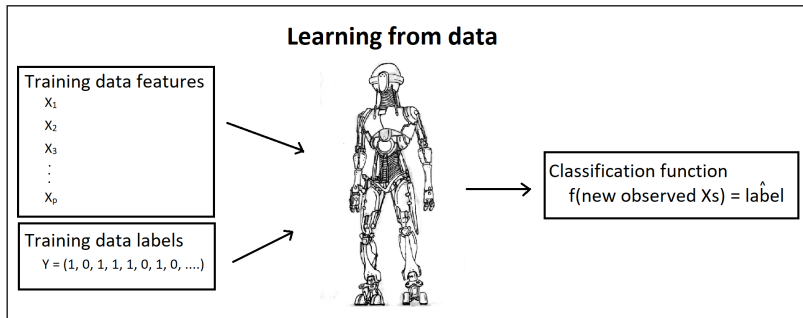 Learning from data
Training data features
X₁
X₂
X₃
⋮
Xₚ
Training data labels
Y = (1, 0, 1, 1, 1, 0, 1, 0, ....)
Classification function
f(new observed Xs) = label̂